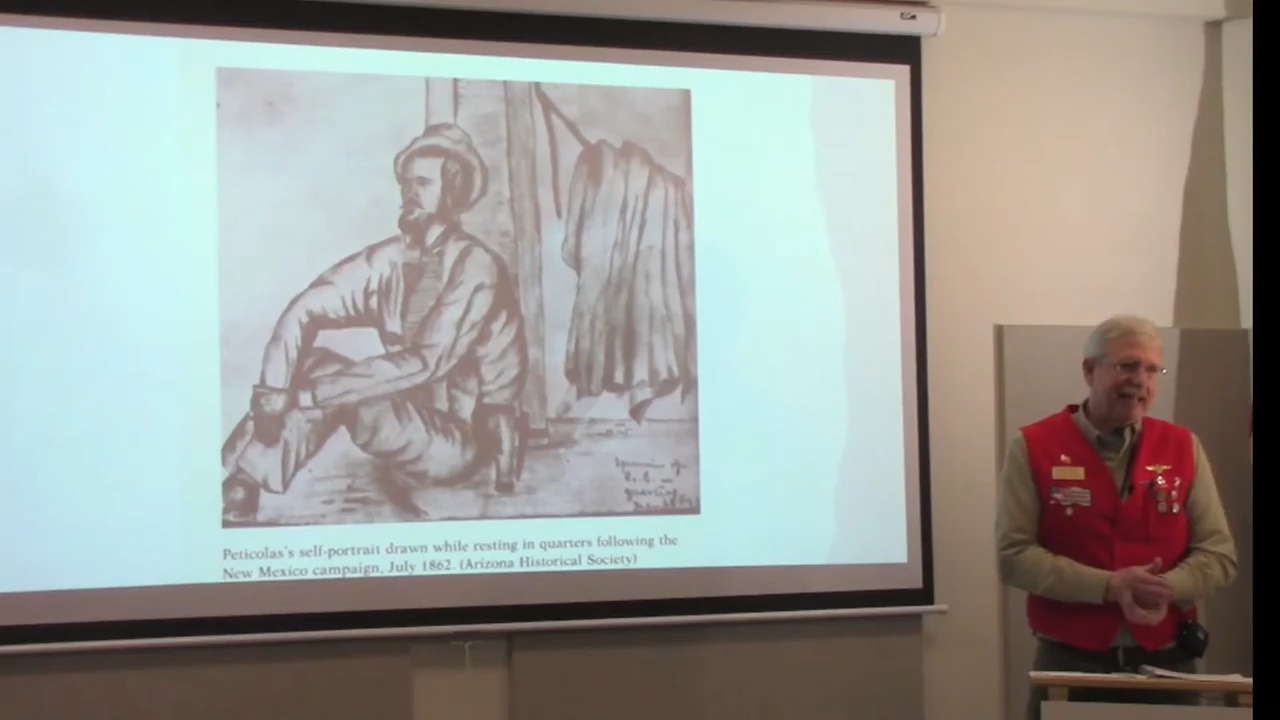 Peticolas's self-portrait drawn while resting in quarters following the
New Mexico campaign, July 1862. (Arizona Historical Society)